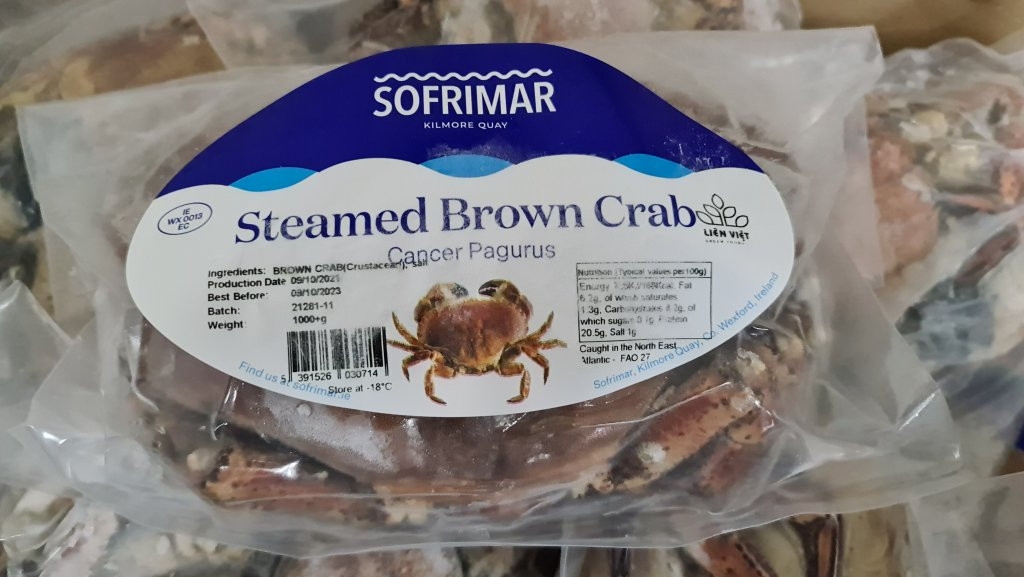 SOFRIMAR
KILMORE QUAY
IE
WX 0013
EC
Steamed Brown Crab
Cancer Pagurus
LIÊN VIỆT
GREEN FOODS
Ingredients: BROWN CRAB(Crustacean), salt
Production Date 09/10/2021
Best Before: 09/10/2023
Batch: 21281-11
Weight: 1000+g
5 391526 030714
Store at -18°C
Find us at sofrimar.ie
Nutrition (Typical values per 100g)
Energy Fat
6.2g, of which saturates
1.3g, Carbohydrates of
which sugars Protein
20.5g, Salt 1g
Caught in the North East
Atlantic - FAO 27
Sofrimar, Kilmore Quay, Co. Wexford, Ireland